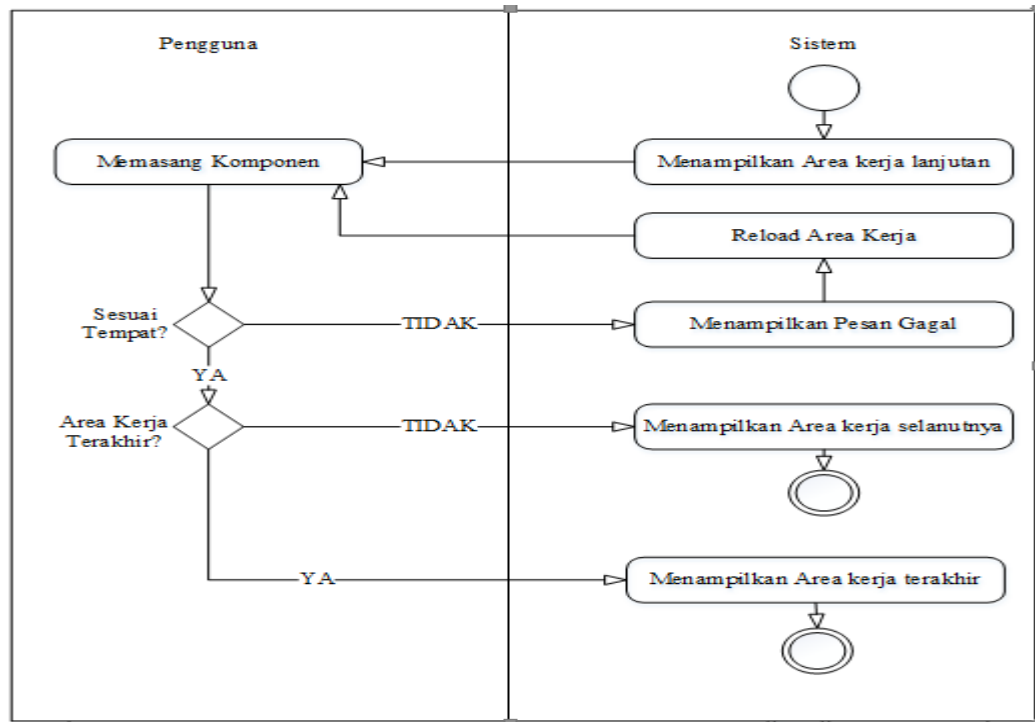 Pengguna
Sistem
Memasang Komponen
Menampilkan Area kerja lanjutan
Reload Area Kerja
Sesuai
Tempat?
TIDAK
Menampilkan Pesan Gagal
YA
Area Kerja
Terakhir?
TIDAK
Menampilkan Area kerja selanutnya
YA
Menampilkan Area kerja terakhir